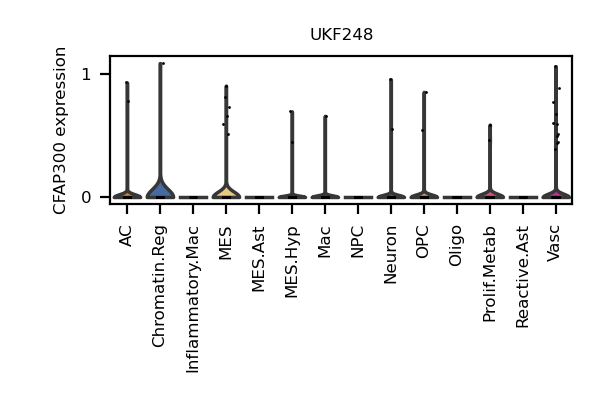 UKF248
CFAP300 expression
1
0
AC
Chromatin.Reg
Inflammatory.Mac
MES
MES.Ast
MES.Hyp
Mac
NPC
Neuron
OPC
Oligo
Prolif.Metab
Reactive.Ast
Vasc